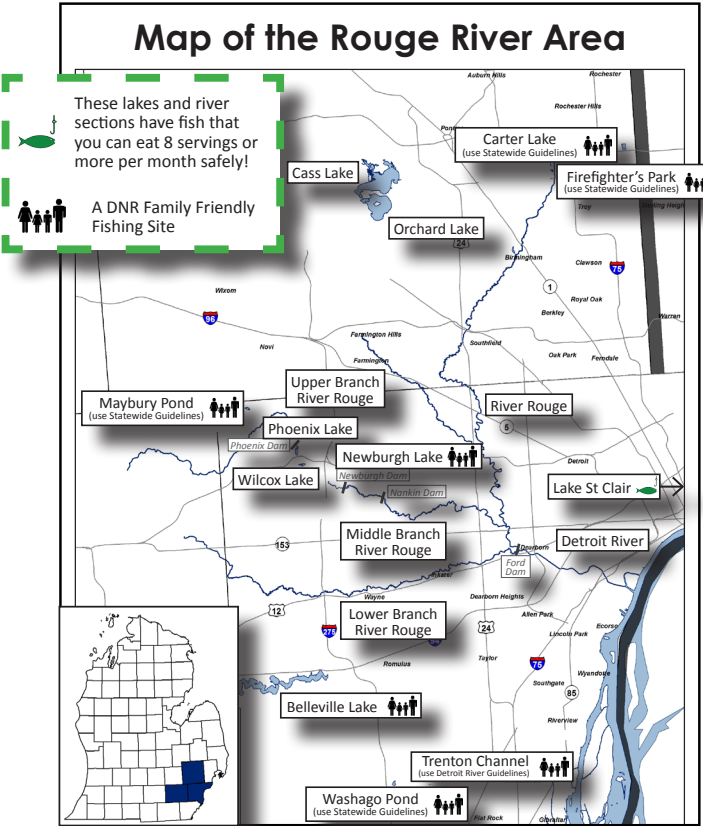 Map of the Rouge River Area
These lakes and river
sections have fish that
you can eat 8 servings or
more per month safely!
A DNR Family Friendly
Fishing Site
Auburn Hills
Rochester
Rochester Hills
Carter Lake
(use Statewide Guidelines)
Cass Lake
Firefighter's Park
(use Statewide Guidelines)
Troy
Orchard Lake
24
Birmingham
Clawson
75
1
Wixom
Royal Oak
Berkley
96
Warren
Farmington Hills
Novi
Southfield
Farmington
Oak Park
Ferndale
Upper Branch
River Rouge
Maybury Pond
(use Statewide Guidelines)
River Rouge
Phoenix Lake
5
Phoenix Dam
Newburgh Lake
Detroit
Wilcox Lake
Newburgh Dam
Lake St Clair
Nankin Dam
Middle Branch
River Rouge
Detroit River
153
Dearborn
Ford
Dam
Wayne
Dearborn Heights
12
Allen Park
Lower Branch
River Rouge
275
24
Ecorse
Lincoln Park
Romulus
Taylor
75
Wyandotte
Southgate
85
Belleville Lake
Riverview
Trenton Channel
(use Detroit River Guidelines)
Washago Pond
(use Statewide Guidelines)
Flat Rock
Gibraltar